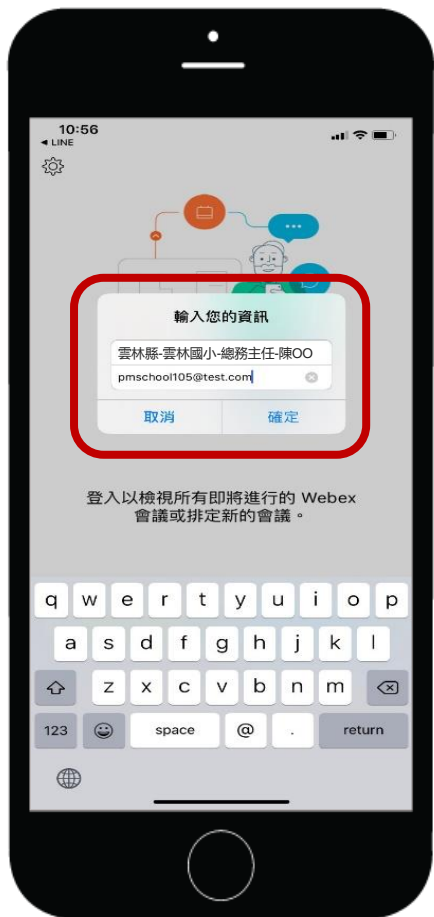 10:56
◀ LINE
輸入您的資訊
雲林縣-雲林國小-總務主任-陳OO
pmschool105@test.com
取消
確定
登入以檢視所有即將進行的 Webex
會議或排定新的會議。
q w e r t y u i o p
a s d f g h j k l
z x c v b n m
123 space @ . return